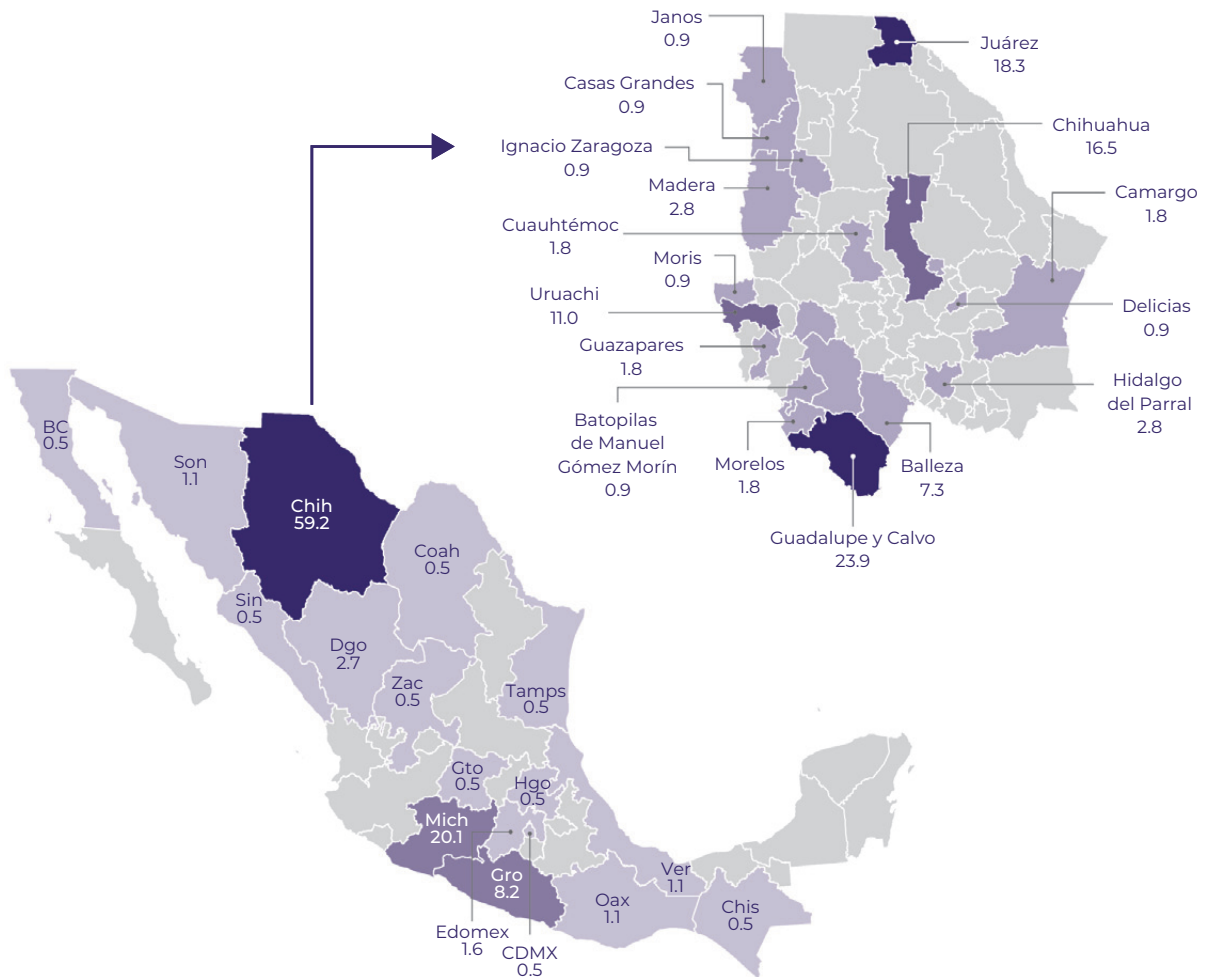 Janos
0.9
Juárez
18.3
Casas Grandes
0.9
Chihuahua
16.5
Ignacio Zaragoza
0.9
Madera
2.8
Camargo
1.8
Cuauhtémoc
1.8
Moris
0.9
Uruachi
11.0
Delicias
0.9
Guazapares
1.8
Hidalgo
del Parral
2.8
Batopilas
de Manuel
Gómez Morín
0.9
Morelos
1.8
Balleza
7.3
Guadalupe y Calvo
23.9
BC
0.5
Son
1.1
Chih
59.2
Coah
0.5
Sin
0.5
Dgo
2.7
Zac
0.5
Tamps
0.5
Gto
0.5
Hgo
0.5
Mich
20.1
Gro
8.2
Ver
1.1
Oax
1.1
Chis
0.5
Edomex
1.6
CDMX
0.5